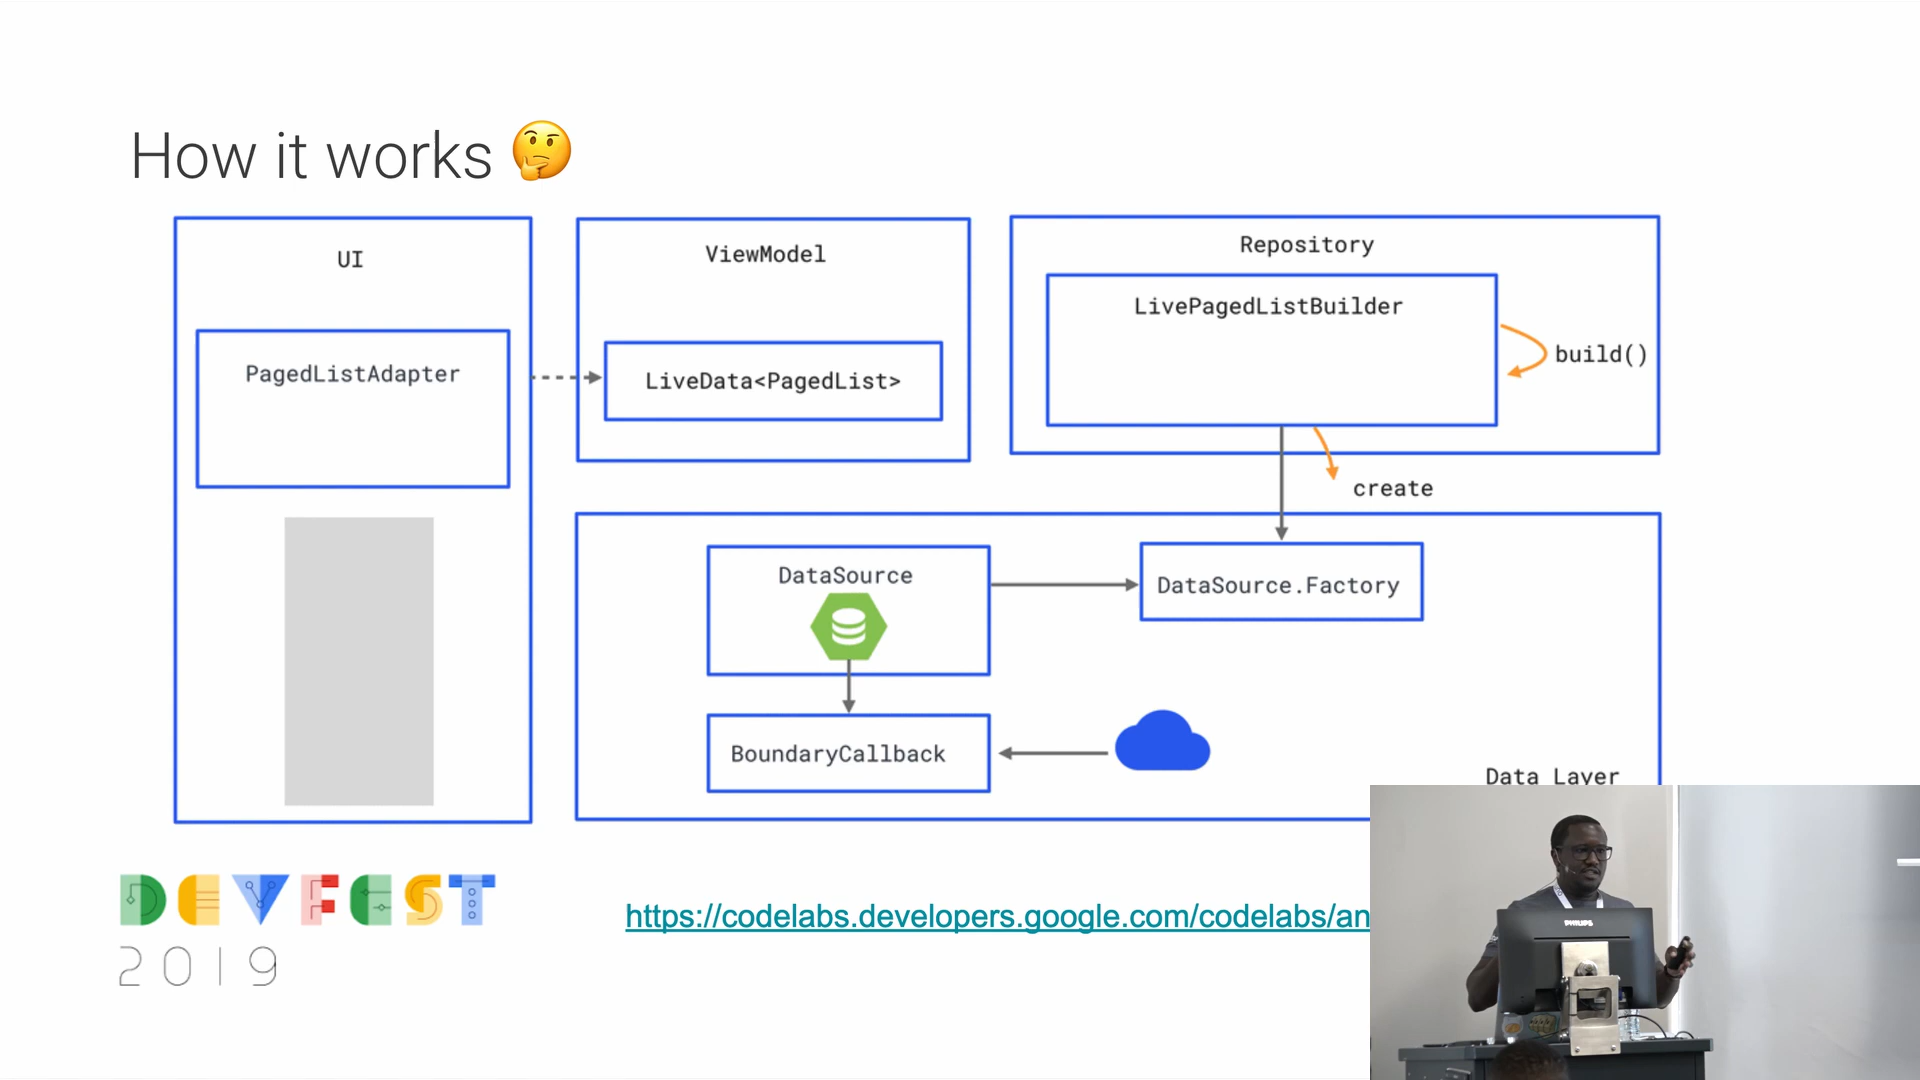 How it works 🤔
UI
PagedListAdapter
ViewModel
LiveData<PagedList>
Repository
LivePagedListBuilder
build()
create
DataSource
DataSource.Factory
BoundaryCallback
Data Layer
DEVFEST
2019
https://codelabs.developers.google.com/codelabs/an
PHILIPS